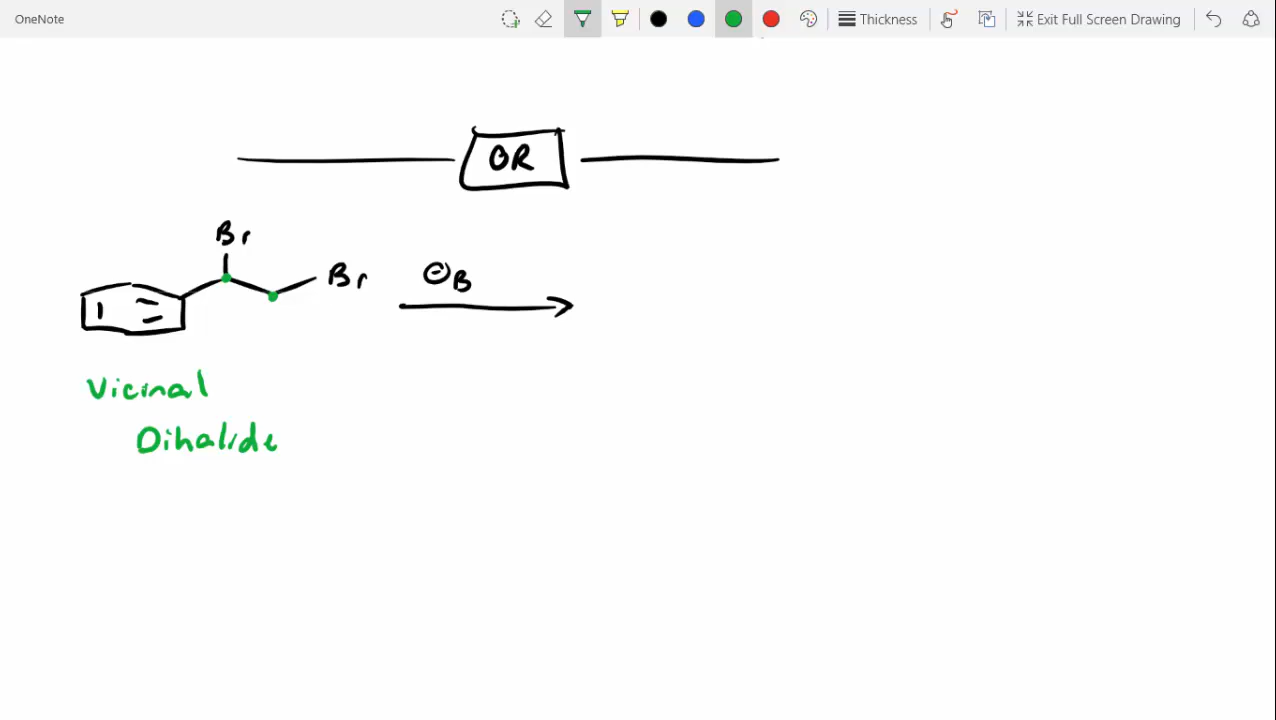 OneNote
Thickness
Exit Full Screen Drawing
OR
Br
Br
⊖B
Vicinal
Dihalide